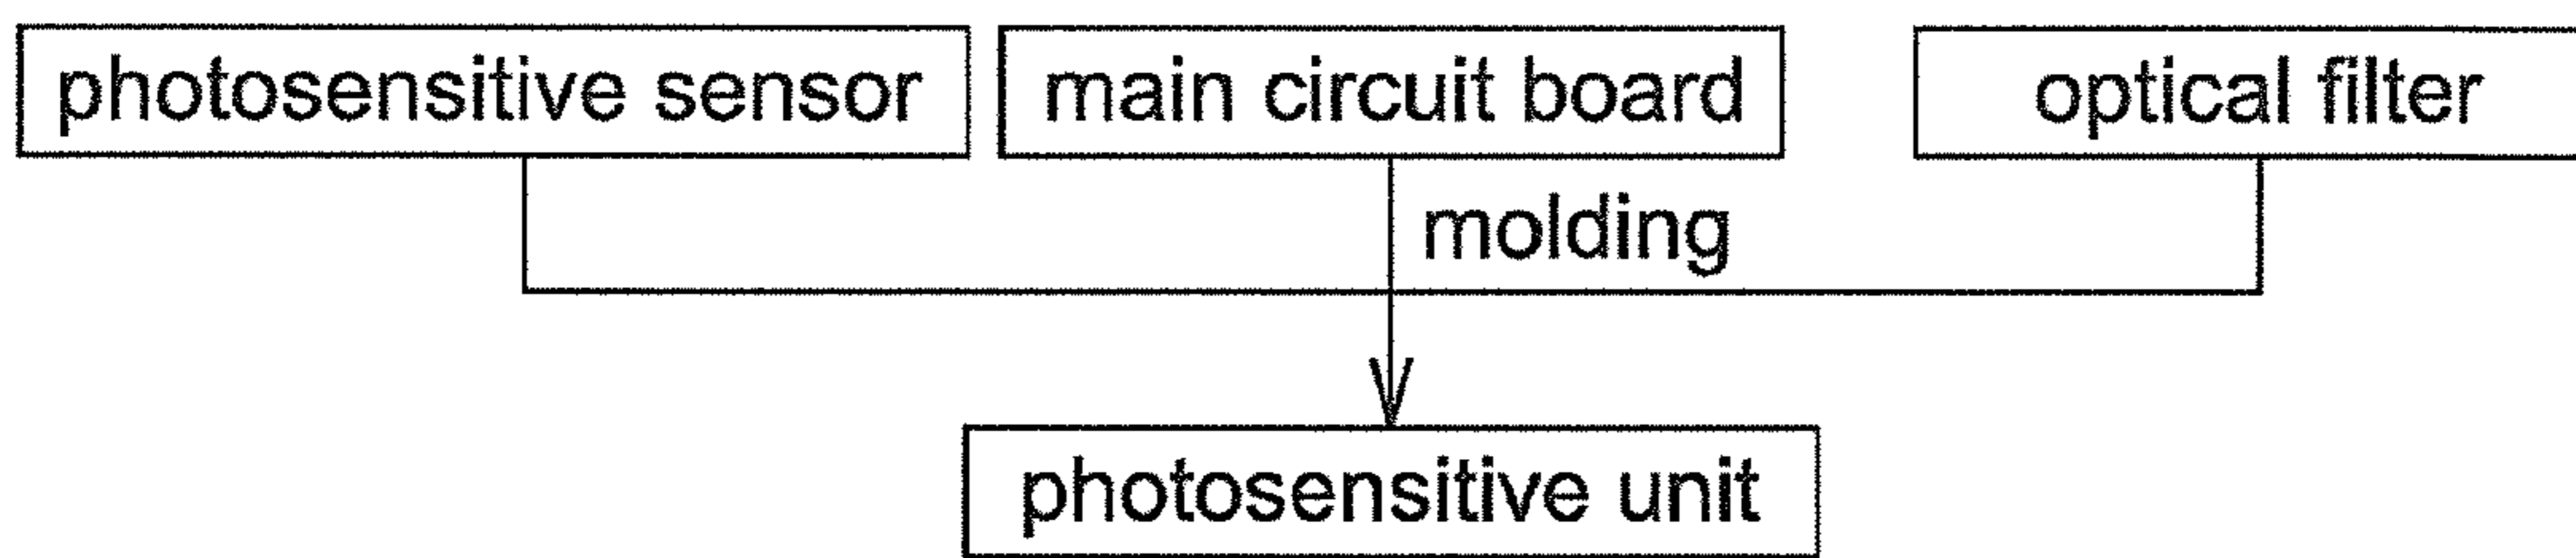 photosensitive sensor
main circuit board
optical filter
molding
photosensitive unit